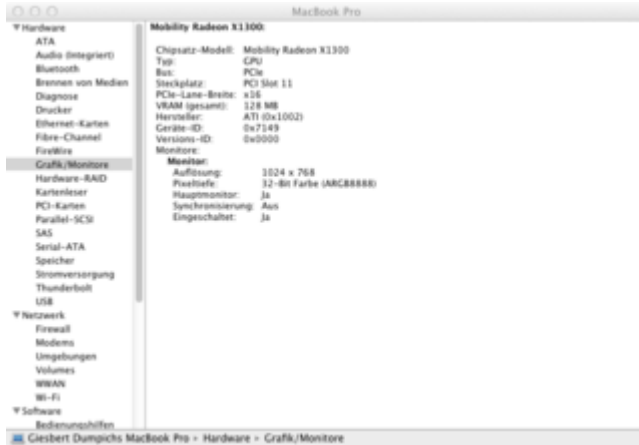 MacBook Pro
▼ Hardware
ATA
Audio (Integriert)
Bluetooth
Brennen von Medien
Diagnose
Drucker
Ethernet-Karten
Fibre-Channel
FireWire
Grafik/Monitore
Hardware-RAID
Kartenleser
PCI-Karten
Parallel-SCSI
SAS
Serial-ATA
Speicher
Stromversorgung
Thunderbolt
USB
▼ Netzwerk
Firewall
Modems
Umgebungen
Volumes
WWAN
Wi-Fi
▼ Software
Bedienungshilfen
Mobility Radeon X1300:
Chipsatz-Modell: Mobility Radeon X1300
Typ: GPU
Bus: PCIe
Steckplatz: PCI Slot 11
PCIe-Lane-Breite: x16
VRAM (gesamt): 128 MB
Hersteller: ATI (0x1002)
Geräte-ID: 0x7149
Versions-ID: 0x0000
Monitore:
Monitor:
Auflösung: 1024 x 768
Pixeltiefe: 32-Bit Farbe (ARGB8888)
Hauptmonitor: Ja
Synchronisierung: Aus
Eingeschaltet: Ja
Giesbert Dumpichs MacBook Pro ▸ Hardware ▸ Grafik/Monitore